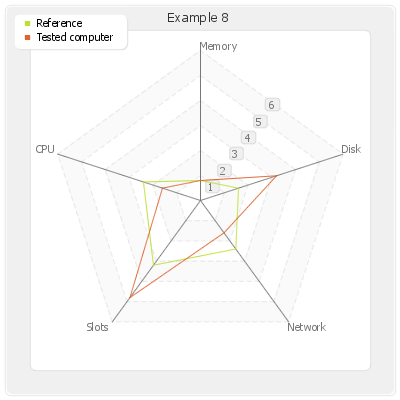 Example 8
Reference
Tested computer
Memory
6
5
4
3
2
1
CPU
Disk
Slots
Network